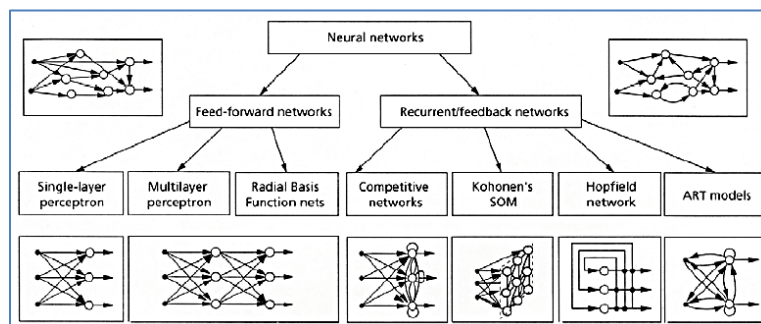 Neural networks
Feed-forward networks
Recurrent/feedback networks
Single-layer
perceptron
Multilayer
perceptron
Radial Basis
Function nets
Competitive
networks
Kohonen's
SOM
Hopfield
network
ART models